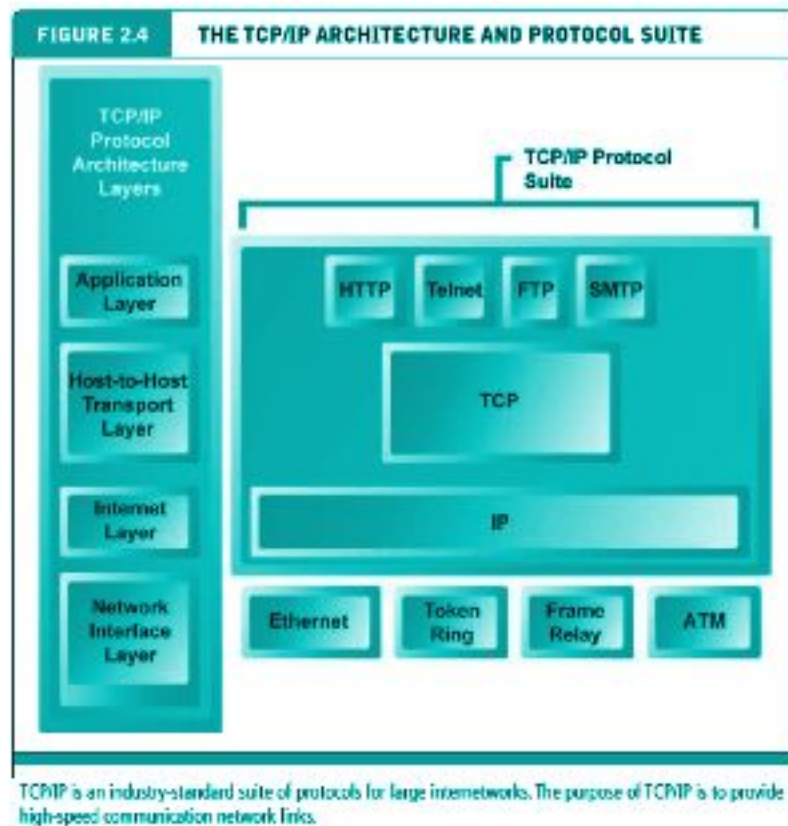 FIGURE 2.4 THE TCP/IP ARCHITECTURE AND PROTOCOL SUITE
TCP/IP
Protocol
Architecture
Layers
TCP/IP Protocol
Suite
Application
Layer
HTTP Telnet FTP SMTP
Host-to-Host
Transport
Layer
TCP
Internet
Layer
IP
Network
Interface
Layer
Ethernet
Token
Ring
Frame
Relay
ATM
TCP/IP is an industry-standard suite of protocols for large internetworks. The purpose of TCP/IP is to provide
high-speed communication network links.